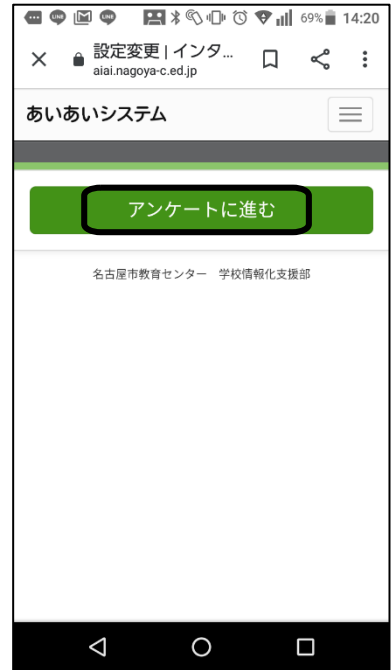 69% 14:20
設定変更 | インタ...
aiai.nagoya-c.ed.jp
あいあいシステム
アンケートに進む
名古屋市教育センター　学校情報化支援部